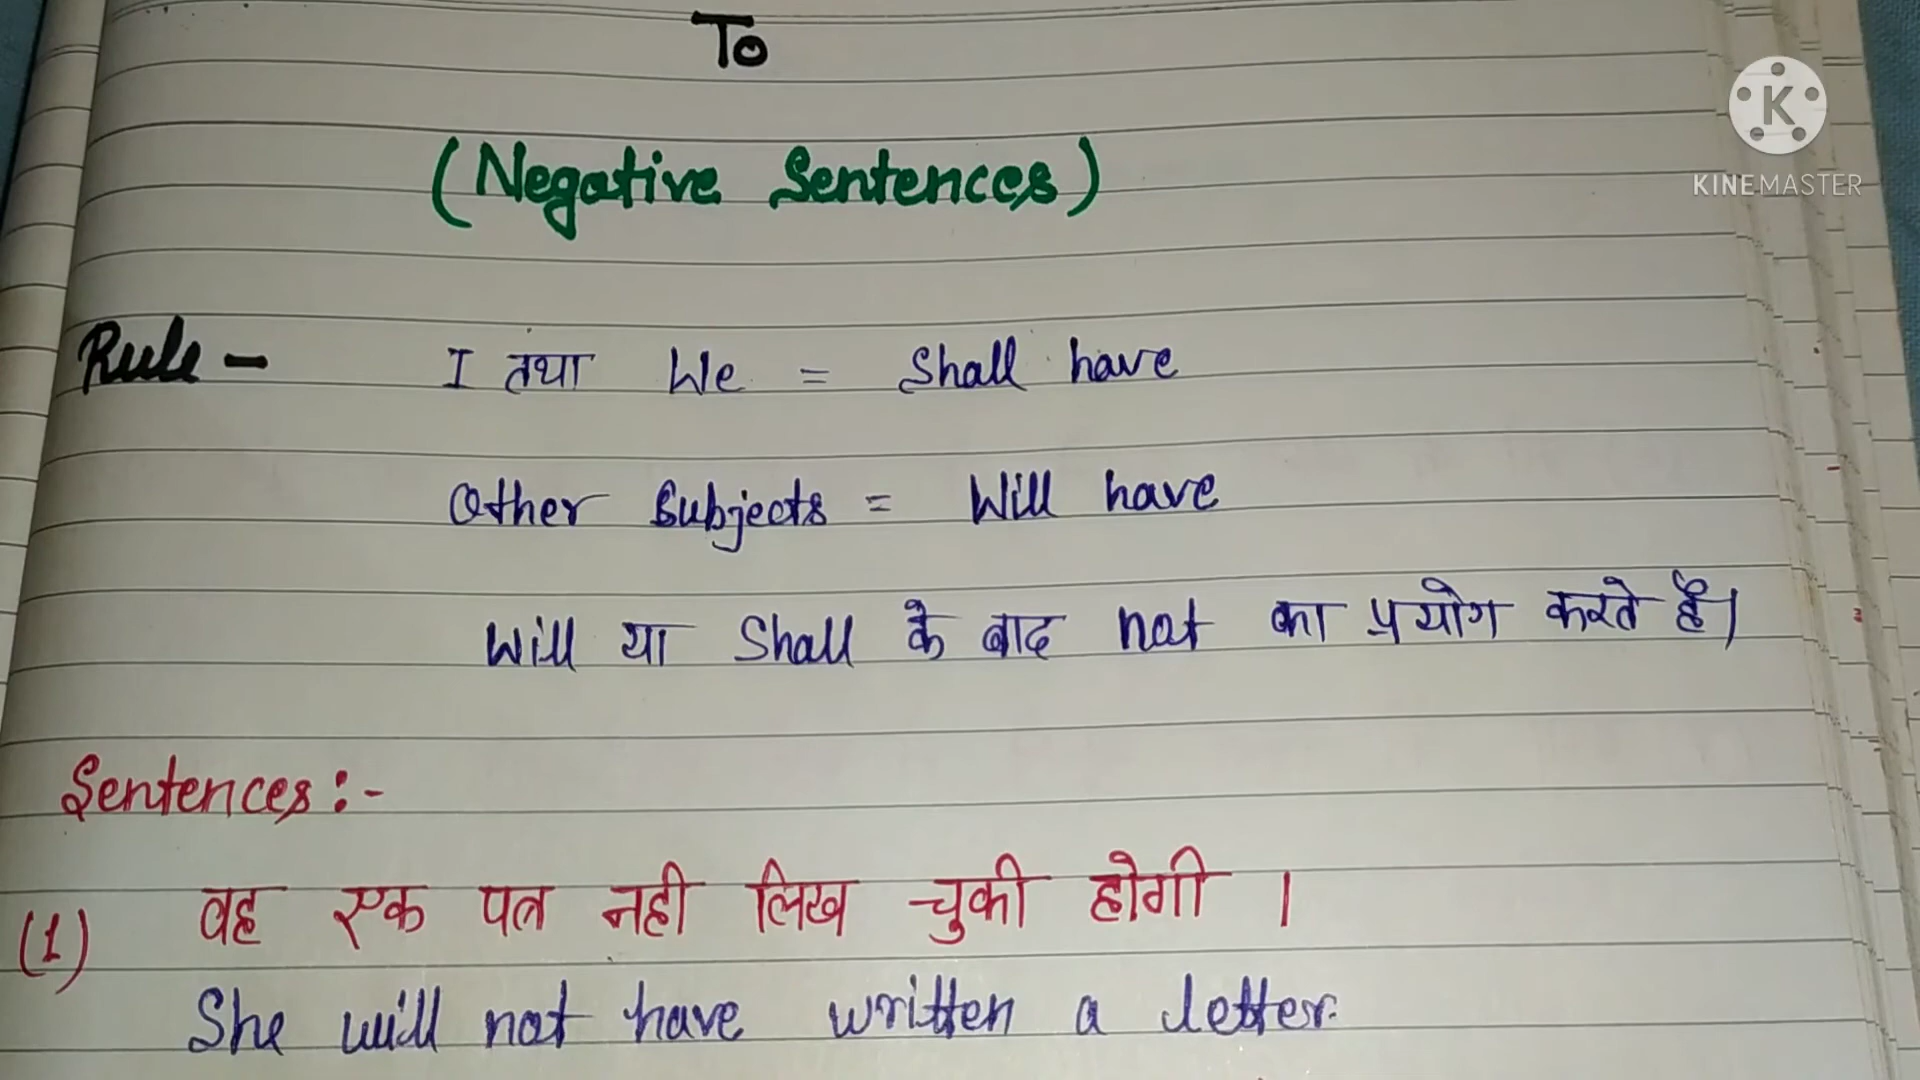 To
(Negative Sentences)
Rule - I तथा We = Shall have
Other Subjects = Will have
Will या Shall के बाद not का प्रयोग करते हैं।
Sentences :-
(1) वह एक पत्र नही लिख चुकी होगी ।
She will not have written a letter.
K
KINEMASTER